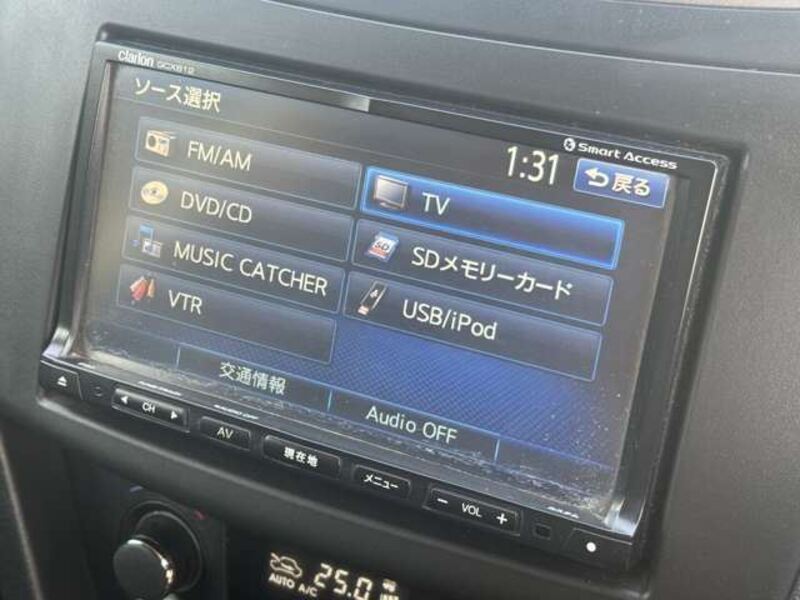 clarion GCX612
ソース選択
Smart Access
1:31
戻る
FM/AM
TV
DVD/CD
SDメモリーカード
MUSIC CATCHER
USB/iPod
VTR
交通情報
Audio OFF
CH
AV
現在地
メニュー
− VOL +
AUTO A/C 25.0